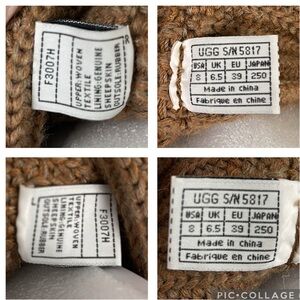 F3007H
UPPER:WOVEN
TEXTILE
LINING:GENUINE
SHEEPSKIN
OUTSOLE:RUBBER
UGG S/N 5817
USA UK EU JAPAN
8 6.5 39 250
Made in china
Fabriqué en chine
F3007H
UPPER:WOVEN
TEXTILE
LINING:GENUINE
SHEEPSKIN
OUTSOLE:RUBBER
UGG S/N 5817
USA UK EU JAPAN
8 6.5 39 250
Made in china
Fabriqué en chine
PIC•COLLAGE